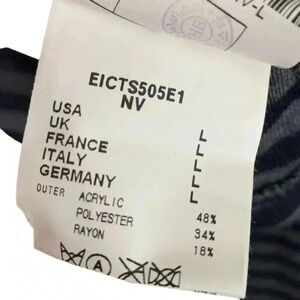 V-L
EICTS505E1
NV
USA L
UK L
FRANCE L
ITALY L
GERMANY L
OUTER ACRYLIC 48%
POLYESTER 34%
RAYON 18%
A